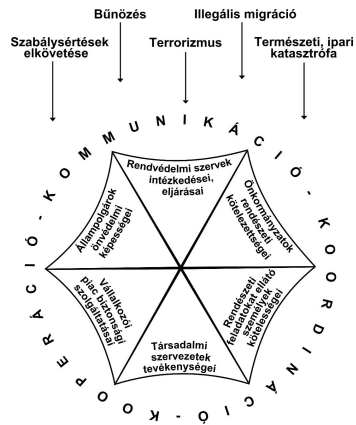 Bűnözés
Illegális migráció
Szabálysértések
elkövetése
Terrorizmus
Természeti, ipari
katasztrófa
KOMMUNIKÁCIÓ-KOORDINÁCIÓ-KOOPERÁCIÓ-
Rendvédelmi szervek
intézkedései,
eljárásai
Önkormányzatok
rendészeti
kötelezettségei
Rendészeti
feladatokat ellátó
személyek
kötelességei
Társadalmi
szervezetek
tevékenységei
Vállalkozói
piac biztonsági
szolgáltatásai
Állampolgárok
önvédelmi
képességei